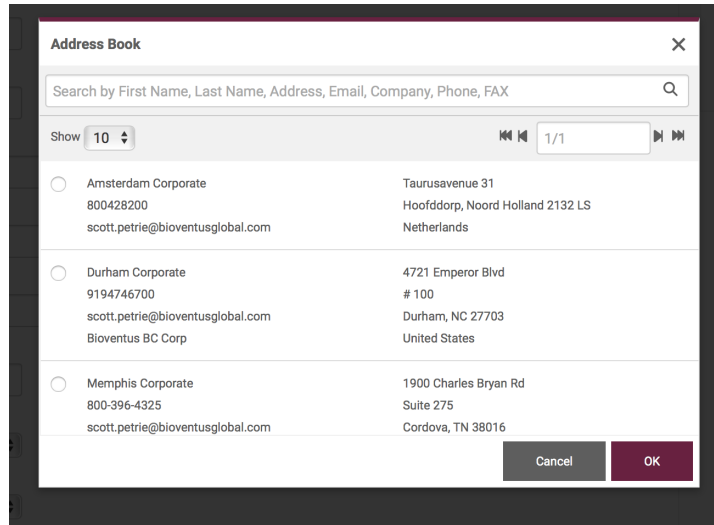 Address Book
Search by First Name, Last Name, Address, Email, Company, Phone, FAX
Show 10 1/1
Amsterdam Corporate
800428200
scott.petrie@bioventusglobal.com
Taurusavenue 31
Hoofddorp, Noord Holland 2132 LS
Netherlands
Durham Corporate
9194746700
scott.petrie@bioventusglobal.com
Bioventus BC Corp
4721 Emperor Blvd
# 100
Durham, NC 27703
United States
Memphis Corporate
800-396-4325
scott.petrie@bioventusglobal.com
1900 Charles Bryan Rd
Suite 275
Cordova, TN 38016
Cancel OK